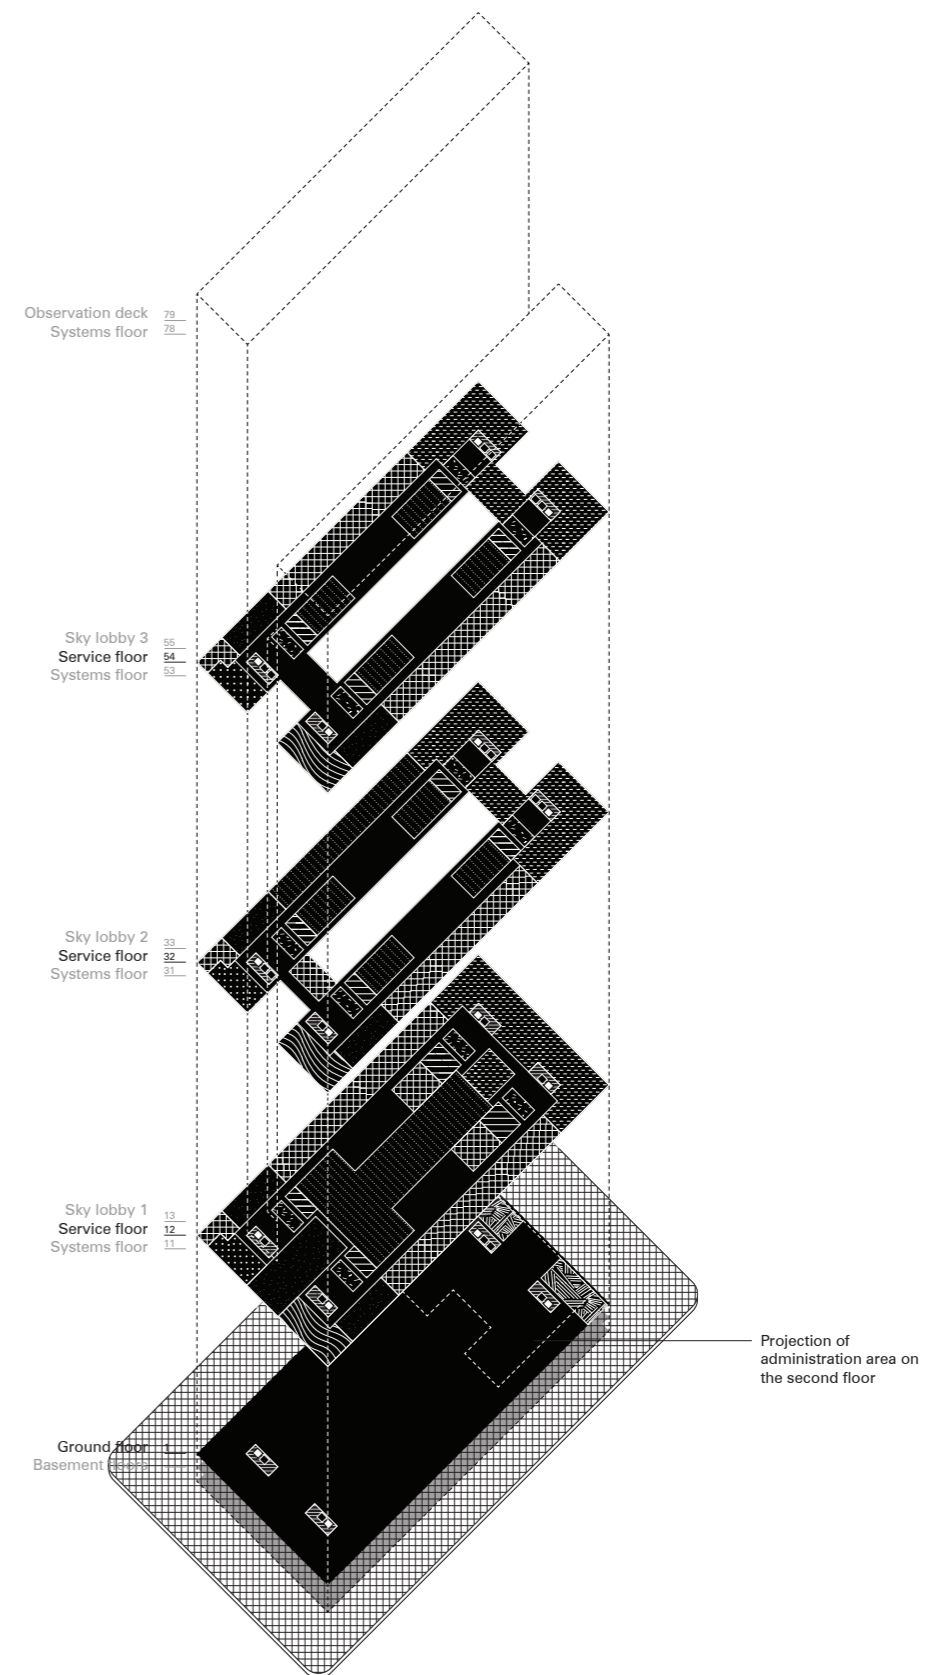 Observation deck 79
Systems floor 78
Sky lobby 3 55
Service floor 54
Systems floor 53
Sky lobby 2 33
Service floor 32
Systems floor 31
Sky lobby 1 13
Service floor 12
Systems floor 11
Projection of
administration area on
the second floor
Ground floor 1
Basement floors